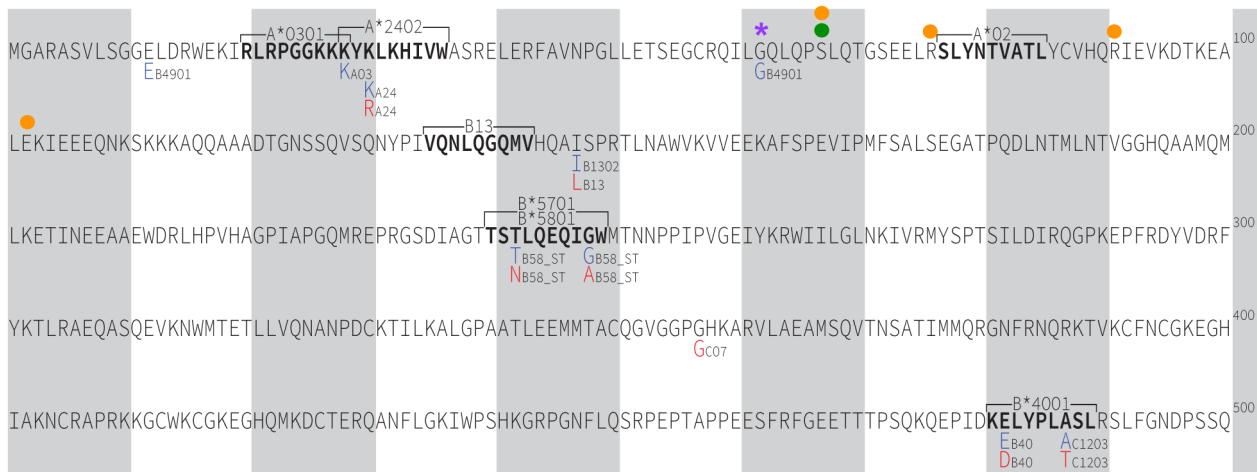 A*0301 A*2402 * A*02
MGARASVLSGGELDRWEKIRLRPGGKKKYKLKHIVWASRELERFAVNPGLLETSEGCRQILGQLQPSLQTGSEELRSLYNTVATLYCVHQRIEVKDTKEA 100
EB4901 KA03 GB4901
KA24
RA24
B13
LEKIEEEQNKSKKKAQQAAADTGNSSQVSQNYPIVQNLQGQMVHQAISPRTLNAWVKVVEEKAFSPEVIPMFSALSEGATPQDLNTMLNTVGGHQAAMQM 200
IB1302
LB13
B*5701
B*5801
LKETINEEAAEWDRLHPVHAGPIAPGQMREPRGSDIAGTTSTLQEQIGWMTNNPPIPVGEIYKRWIILGLNKIVRMYSPTSILDIRQGPKEPFRDYVDRF 300
TB58_ST GB58_ST
NB58_ST AB58_ST
YKTLRAEQASQEVKNWMTETLLVQNANPDCKTILKALGPAATLEEMMTACQGVGGPGHKARVLAEAMSQVTNSATIMMQRGNFRNQRKTVKCFNCGKEGH 400
GC07
B*4001
IAKNCRAPRKKGCWKCGKEGHQMKDCTERQANFLGKIWPSHKGRPGNFLQSRPEPTAPPEESFRFGEETTTPSQKQEPIDKELYPLASLRSLFGNDPSSQ 500
EB40 AC1203
DB40 TC1203